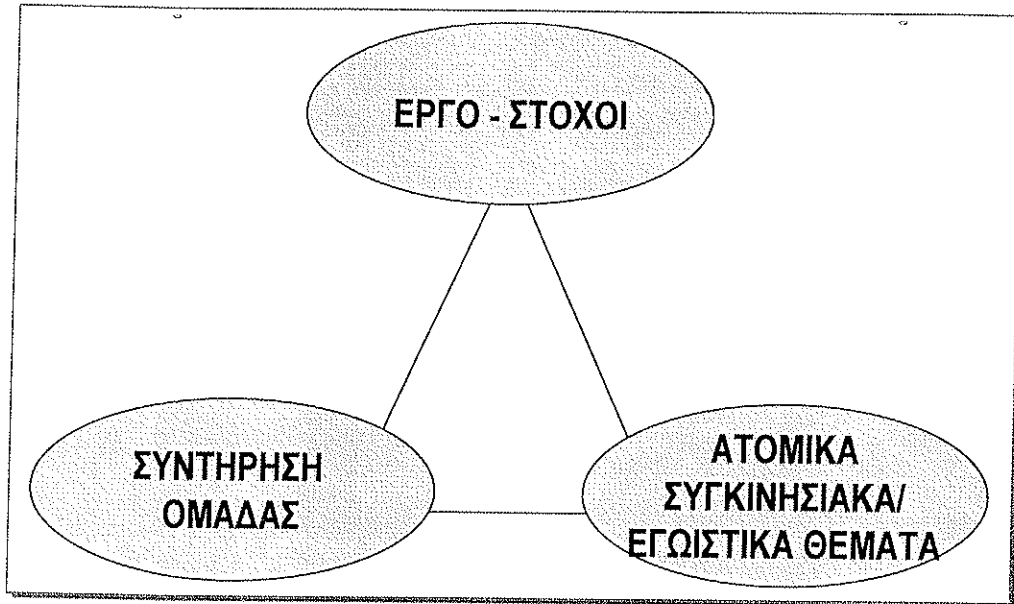 ΕΡΓΟ - ΣΤΟΧΟΙ
ΣΥΝΤΗΡΗΣΗ
ΟΜΑΔΑΣ
ΑΤΟΜΙΚΑ
ΣΥΓΚΙΝΗΣΙΑΚΑ/
ΕΓΩΙΣΤΙΚΑ ΘΕΜΑΤΑ